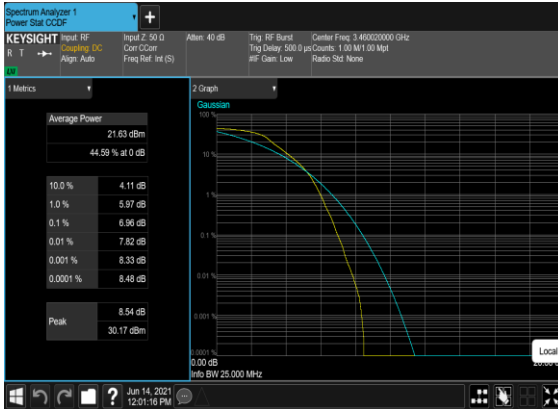 Spectrum Analyzer 1
Power Stat CCDF
+
KEYSIGHT
R T
Input: RF
Coupling: DC
Align: Auto
Input Z: 50 Ω
Corr CCorr
Freq Ref: Int (S)
Atten: 40 dB
Trig: RF Burst
Trig Delay: 500.0 µs
#IF Gain: Low
Center Freq: 3.460020000 GHz
Counts: 1.00 M/1.00 Mpt
Radio Std: None
1 Metrics
Average Power
21.63 dBm
44.59 % at 0 dB
10.0 % 4.11 dB
1.0 % 5.97 dB
0.1 % 6.96 dB
0.01 % 7.82 dB
0.001 % 8.33 dB
0.0001 % 8.48 dB
Peak
8.54 dB
30.17 dBm
2 Graph
Gaussian
100 %
10 %
1 %
0.1 %
0.01 %
0.001 %
0.0001 %
0.00 dB
Info BW 25.000 MHz
Local
?
Jun 14, 2021
12:01:16 PM